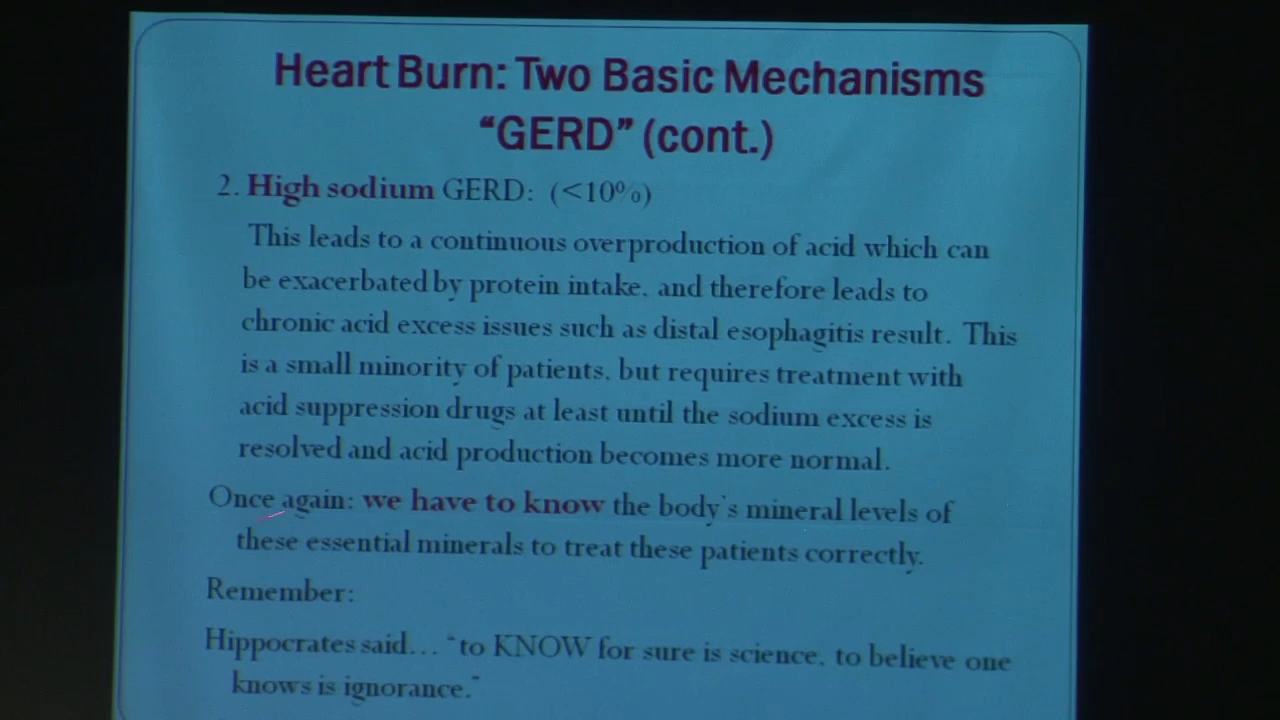 Heart Burn: Two Basic Mechanisms
“GERD” (cont.)
2. High sodium GERD: (<10%)
This leads to a continuous overproduction of acid which can
be exacerbated by protein intake, and therefore leads to
chronic acid excess issues such as distal esophagitis result. This
is a small minority of patients, but requires treatment with
acid suppression drugs at least until the sodium excess is
resolved and acid production becomes more normal.
Once again: we have to know the body's mineral levels of
these essential minerals to treat these patients correctly.
Remember:
Hippocrates said... "to KNOW for sure is science, to believe one
knows is ignorance."